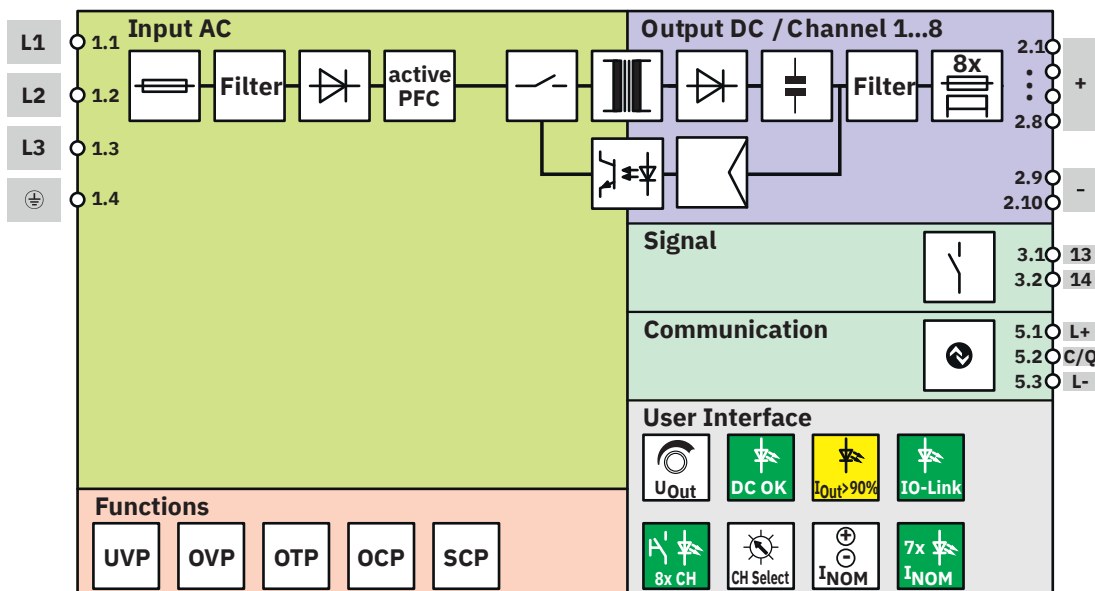 Input AC
Output DC / Channel 1...8
L1
1.1
L2
1.2
L3
1.3
1.4
Filter
active
PFC
Filter
8x
2.1
2.8
+
2.9
2.10
-
Signal
3.1
13
3.2
14
Communication
5.1
L+
5.2
C/Q
5.3
L-
User Interface
UOut
DC OK
IOut>90%
IO-Link
8x CH
CH Select
+
-
INOM
7x
INOM
Functions
UVP
OVP
OTP
OCP
SCP